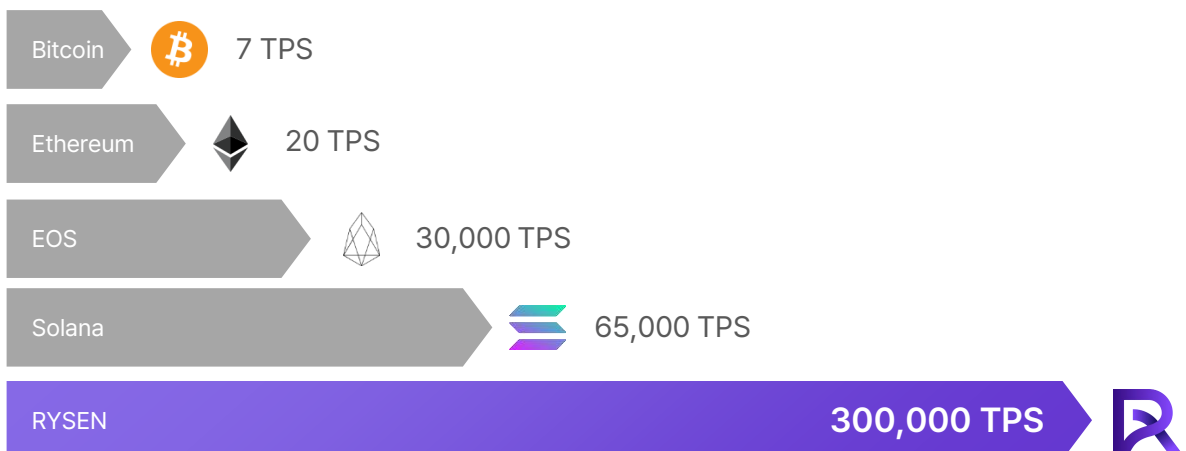 Bitcoin 7 TPS
Ethereum 20 TPS
EOS 30,000 TPS
Solana 65,000 TPS
RYSEN 300,000 TPS